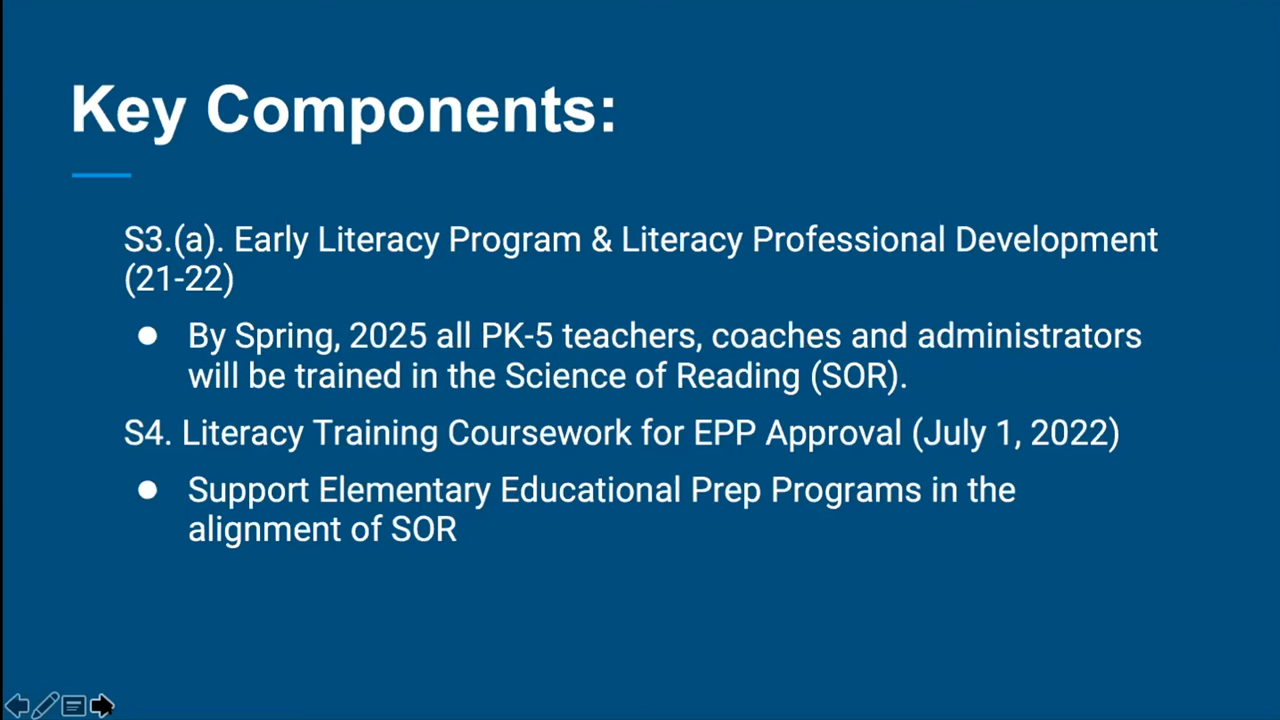 Key Components:
S3.(a). Early Literacy Program & Literacy Professional Development
(21-22)
● By Spring, 2025 all PK-5 teachers, coaches and administrators
will be trained in the Science of Reading (SOR).
S4. Literacy Training Coursework for EPP Approval (July 1, 2022)
● Support Elementary Educational Prep Programs in the
alignment of SOR